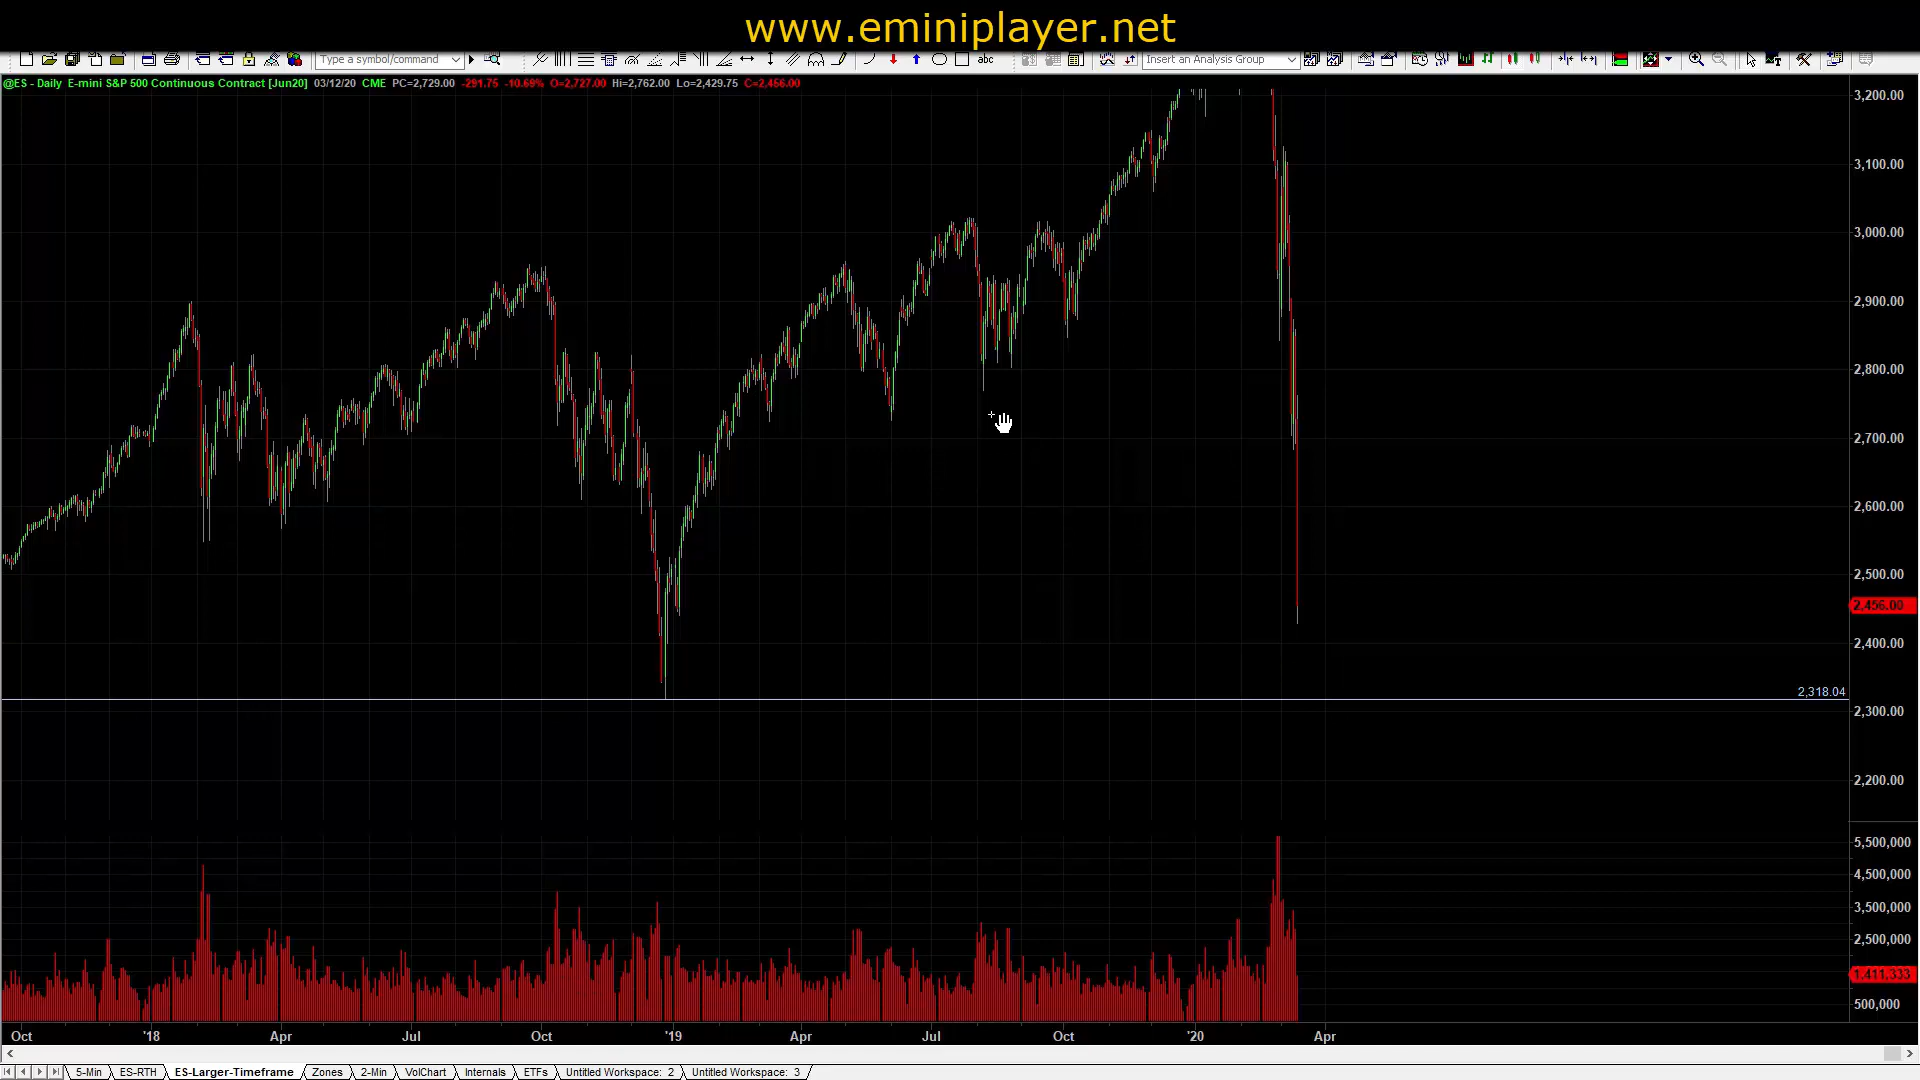 www.eminiplayer.net
Type a symbol/command
abc
Insert an Analysis Group
@ES - Daily E-mini S&P 500 Continuous Contract [Jun20] 03/12/20 CME PC=2,729.00 -291.75 -10.69% O=2,727.00 Hi=2,762.00 Lo=2,429.75 C=2,456.00
3,200.00
3,100.00
3,000.00
2,900.00
2,800.00
2,700.00
2,600.00
2,500.00
2,456.00
2,400.00
2,318.04
2,300.00
2,200.00
5,500,000
4,500,000
3,500,000
2,500,000
1,411,333
500,000
Oct '18 Apr Jul Oct '19 Apr Jul Oct '20 Apr
5-Min ES-RTH ES-Larger-Timeframe Zones 2-Min VolChart Internals ETFs Untitled Workspace: 2 Untitled Workspace: 3